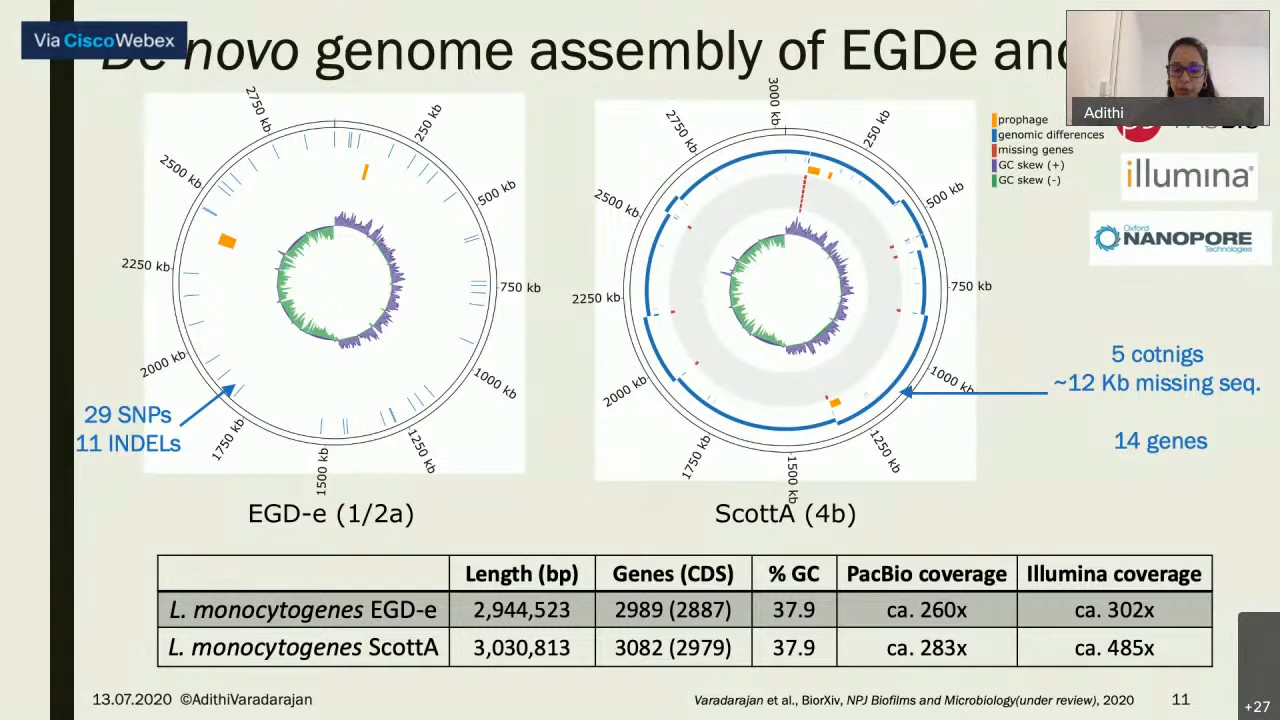 Via CiscoWebex
De novo genome assembly of EGDe and
Adithi
prophage
genomic differences
missing genes
GC skew (+)
GC skew (-)
illumina®
Oxford
NANOPORE
Technologies
2750 kb
250 kb
2500 kb
500 kb
2250 kb
750 kb
2000 kb
1000 kb
1750 kb
1250 kb
1500 kb
29 SNPs
11 INDELs
EGD-e (1/2a)
3000 kb
2750 kb
250 kb
2500 kb
500 kb
2250 kb
750 kb
2000 kb
1000 kb
1750 kb
1250 kb
1500 kb
5 cotnigs
~12 Kb missing seq.
14 genes
ScottA (4b)
Length (bp) Genes (CDS) % GC PacBio coverage Illumina coverage
L. monocytogenes EGD-e 2,944,523 2989 (2887) 37.9 ca. 260x ca. 302x
L. monocytogenes ScottA 3,030,813 3082 (2979) 37.9 ca. 283x ca. 485x
13.07.2020 ©AdithiVaradarajan
Varadarajan et al., BiorXiv, NPJ Biofilms and Microbiology(under review), 2020
11
+27